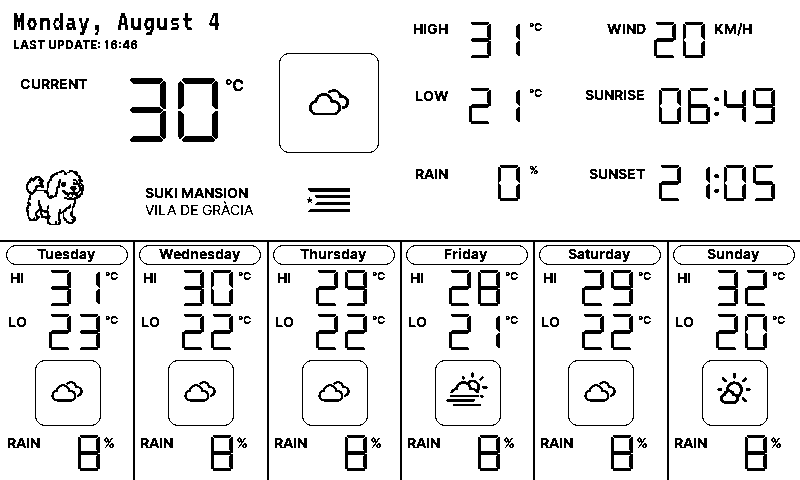 Monday, August 4
LAST UPDATE: 16:46
CURRENT 30 °C
HIGH 31 °C
WIND 20 KM/H
LOW 21 °C
SUNRISE 06:49
RAIN 0 %
SUNSET 21:05
SUKI MANSION
VILA DE GRÀCIA
Tuesday
HI 31 °C
LO 23 °C
RAIN 8 %
Wednesday
HI 30 °C
LO 22 °C
RAIN 8 %
Thursday
HI 29 °C
LO 22 °C
RAIN 8 %
Friday
HI 28 °C
LO 21 °C
RAIN 8 %
Saturday
HI 29 °C
LO 22 °C
RAIN 8 %
Sunday
HI 32 °C
LO 20 °C
RAIN 8 %